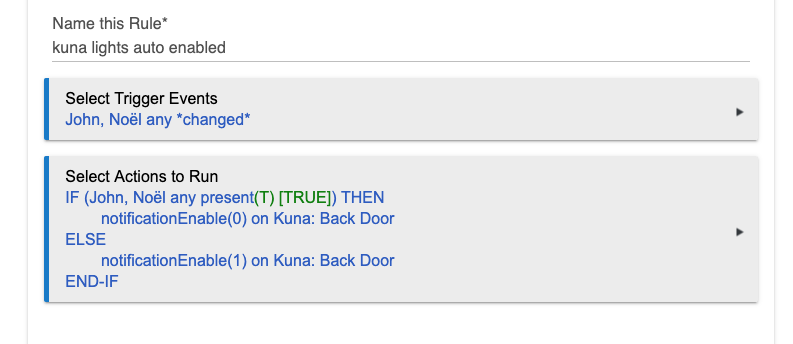 Name this Rule*
kuna lights auto enabled
Select Trigger Events
John, Noël any *changed*
Select Actions to Run
IF (John, Noël any present(T) [TRUE]) THEN
notificationEnable(0) on Kuna: Back Door
ELSE
notificationEnable(1) on Kuna: Back Door
END-IF